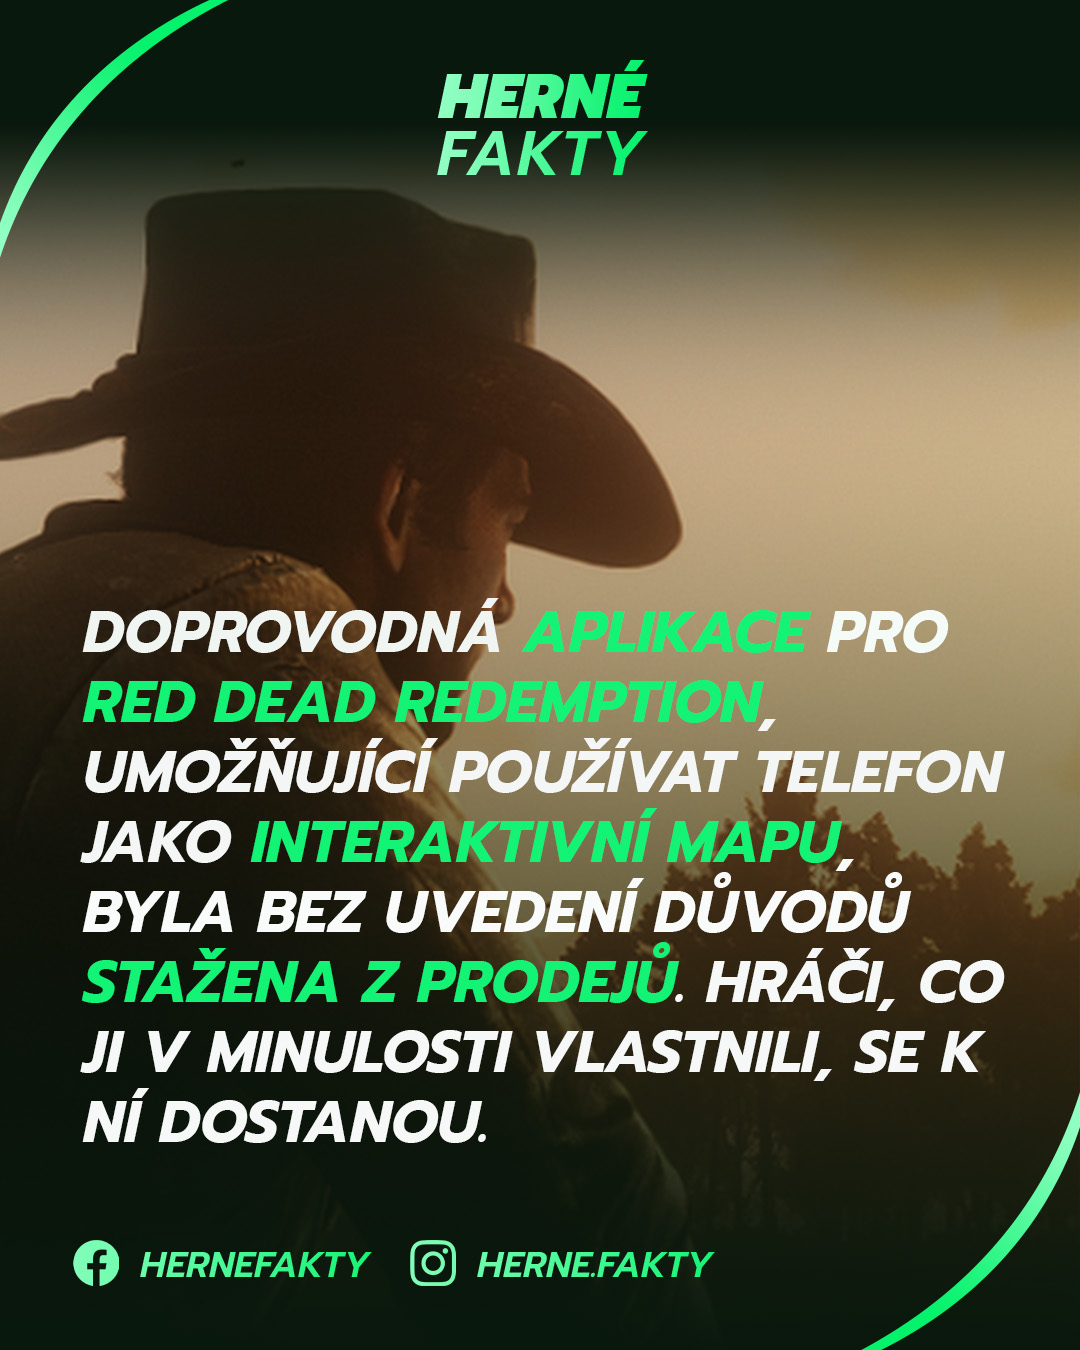 HERNÉ
FAKTY
DOPROVODNÁ APLIKACE PRO
RED DEAD REDEMPTION,
UMOŽŇUJÍCÍ POUŽÍVAT TELEFON
JAKO INTERAKTIVNÍ MAPU,
BYLA BEZ UVEDENÍ DŮVODŮ
STAŽENA Z PRODEJŮ. HRÁČI, CO
JI V MINULOSTI VLASTNILI, SE K
NÍ DOSTANOU.
HERNEFAKTY HERNE.FAKTY